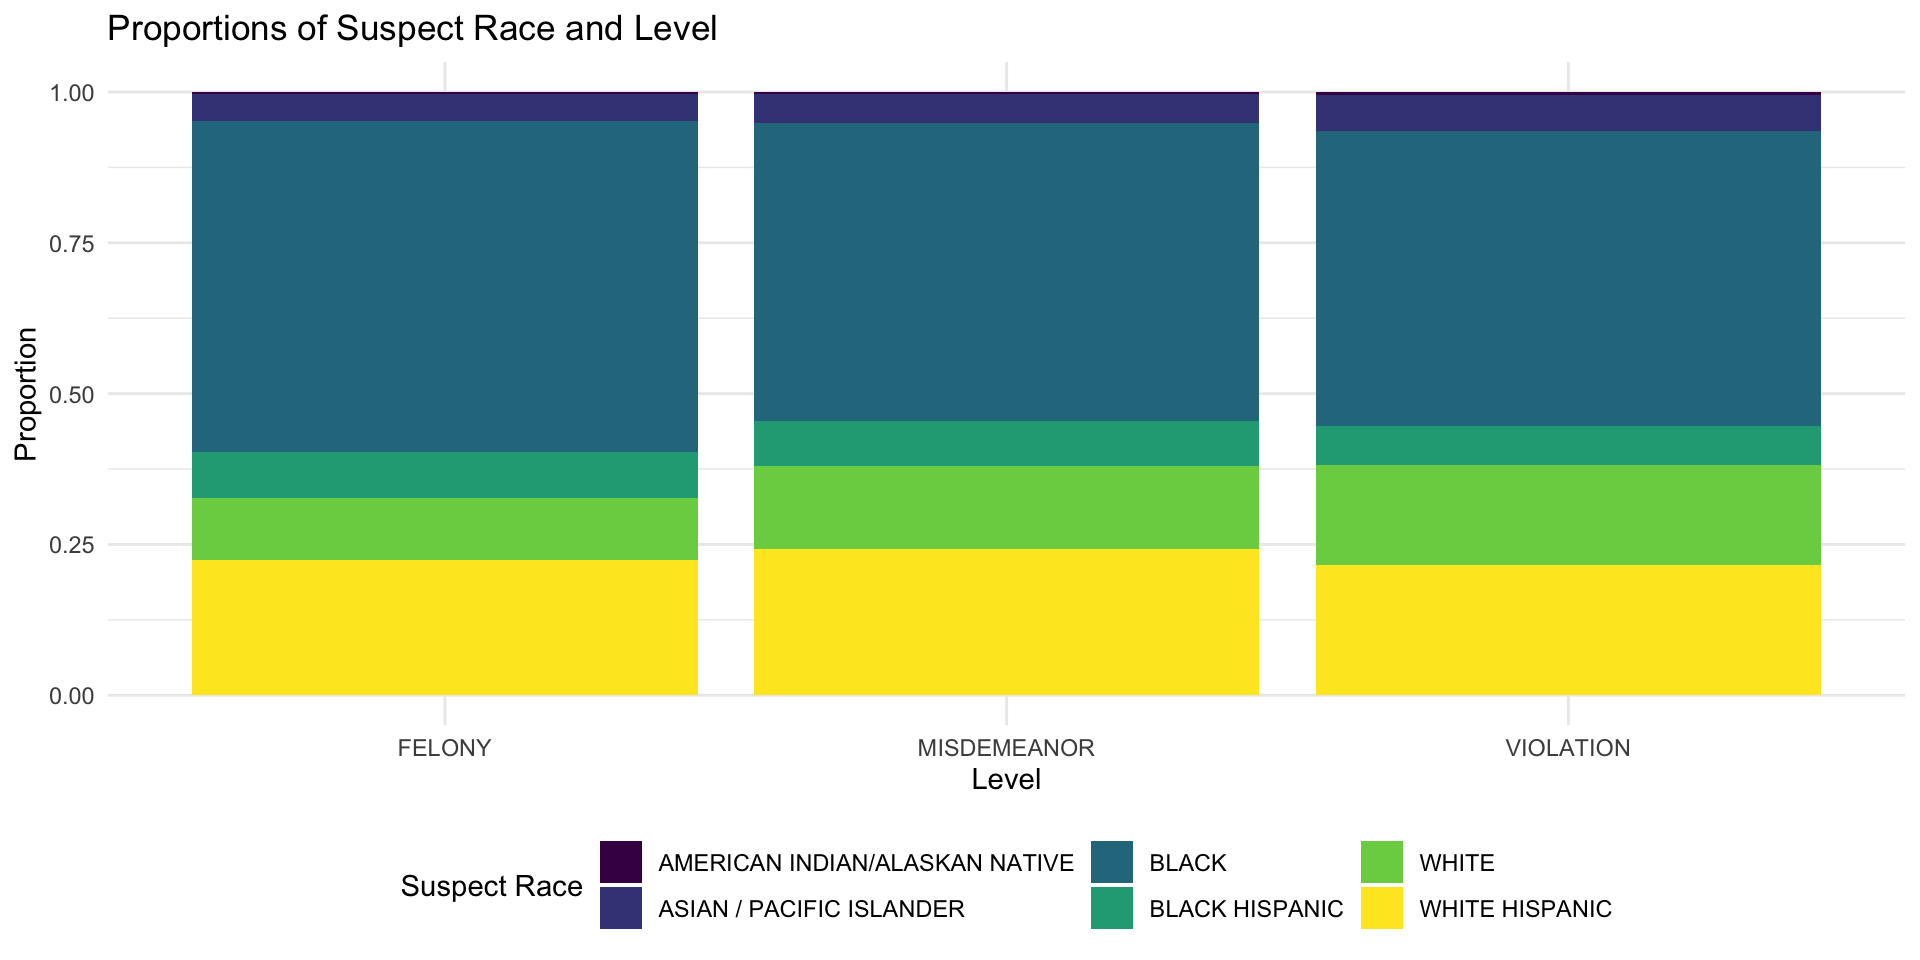 Proportions of Suspect Race and Level
1.00
0.75
0.50
0.25
0.00
Proportion
FELONY
MISDEMEANOR
VIOLATION
Level
Suspect Race
AMERICAN INDIAN/ALASKAN NATIVE
ASIAN / PACIFIC ISLANDER
BLACK
BLACK HISPANIC
WHITE
WHITE HISPANIC